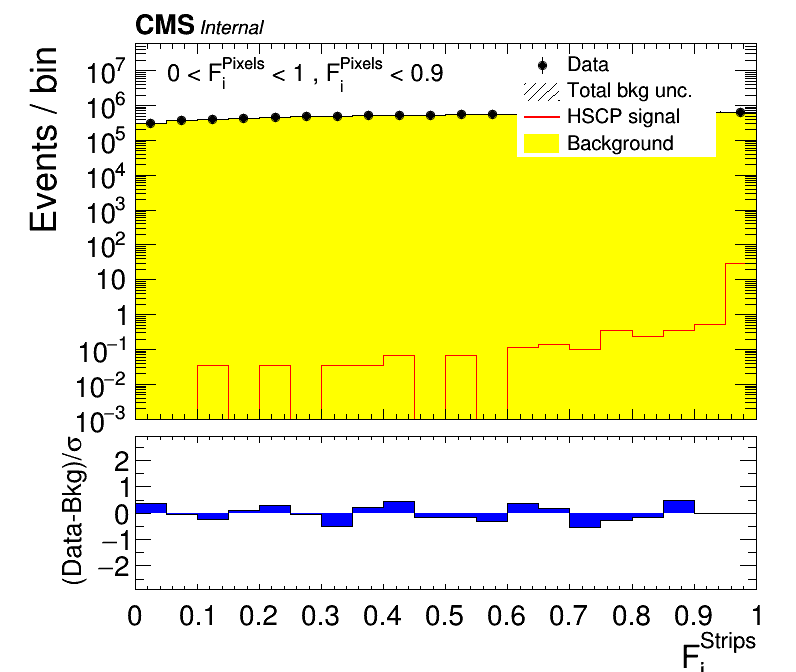 CMS Internal
0 < F_i^Pixels < 1 , F_i^Pixels < 0.9
Data
Total bkg unc.
HSCP signal
Background
Events / bin
10^7
10^6
10^5
10^4
10^3
10^2
10
1
10^−1
10^−2
10^−3
(Data-Bkg)/σ
2
1
0
−1
−2
0 0.1 0.2 0.3 0.4 0.5 0.6 0.7 0.8 0.9 1
F_i^Strips